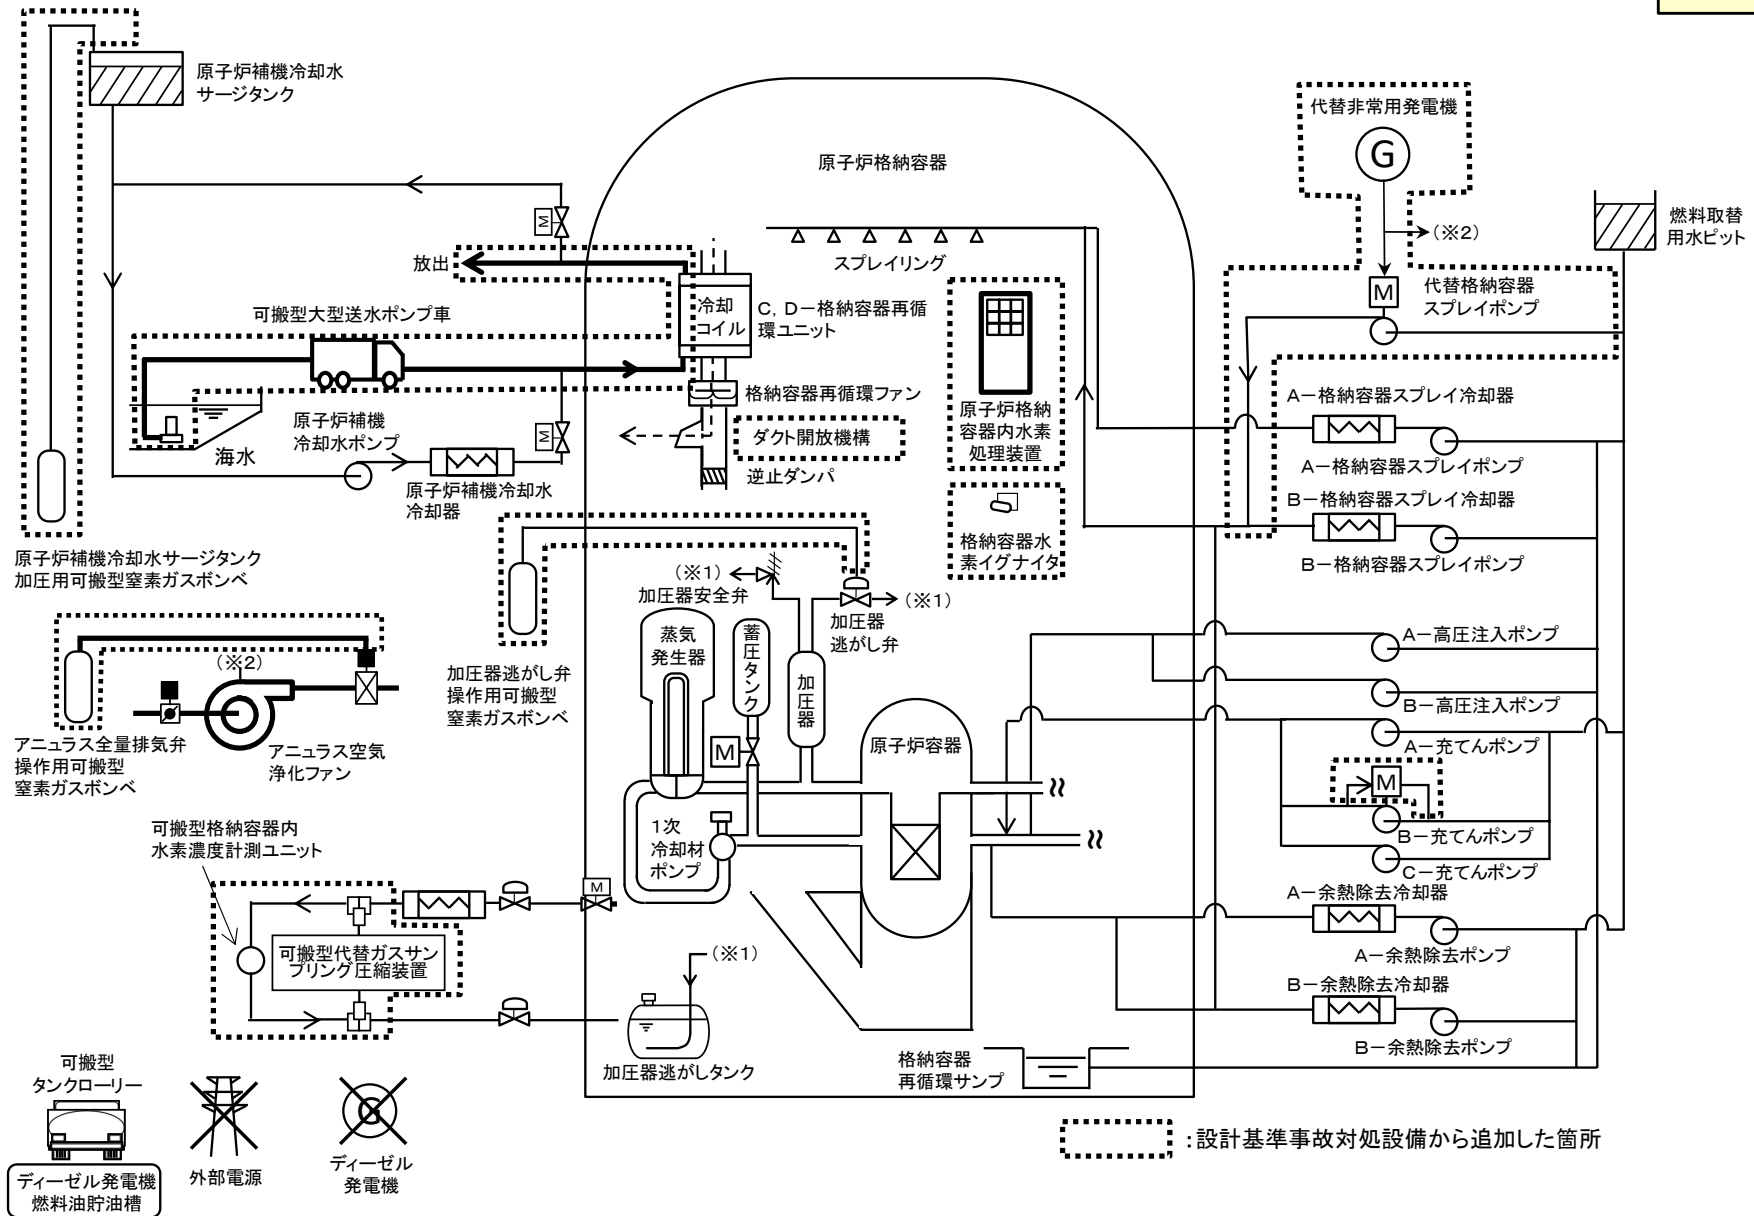 原子炉補機冷却水
サージタンク
放出
可搬型大型送水ポンプ車
原子炉補機
冷却水ポンプ
海水
原子炉補機冷却水
冷却器
原子炉補機冷却水サージタンク
加圧用可搬型窒素ガスボンベ
M
M
原子炉格納容器
スプレイリング
冷却
コイル
C,D-格納容器再循
環ユニット
格納容器再循環ファン
ダクト開放機構
逆止ダンパ
原子炉格納
容器内水素
処理装置
格納容器水
素イグナイタ
代替非常用発電機
G
(※2)
M
代替格納容器
スプレイポンプ
燃料取替
用水ピット
A-格納容器スプレイ冷却器
A-格納容器スプレイポンプ
B-格納容器スプレイ冷却器
B-格納容器スプレイポンプ
(※1)
加圧器安全弁
(※1)
加圧器
逃がし弁
蒸気
発生器
蓄圧タンク
加圧器
M
原子炉容器
1次
冷却材
ポンプ
加圧器逃がし弁
操作用可搬型
窒素ガスボンベ
(※2)
アニュラス全量排気弁
操作用可搬型
窒素ガスボンベ
アニュラス空気
浄化ファン
A-高圧注入ポンプ
B-高圧注入ポンプ
A-充てんポンプ
M
B-充てんポンプ
C-充てんポンプ
A-余熱除去冷却器
A-余熱除去ポンプ
B-余熱除去冷却器
B-余熱除去ポンプ
可搬型格納容器内
水素濃度計測ユニット
M
可搬型代替ガスサン
プリング圧縮装置
(※1)
加圧器逃がしタンク
格納容器
再循環サンプ
可搬型
タンクローリー
ディーゼル発電機
燃料油貯油槽
外部電源
G
ディーゼル
発電機
:設計基準事故対処設備から追加した箇所